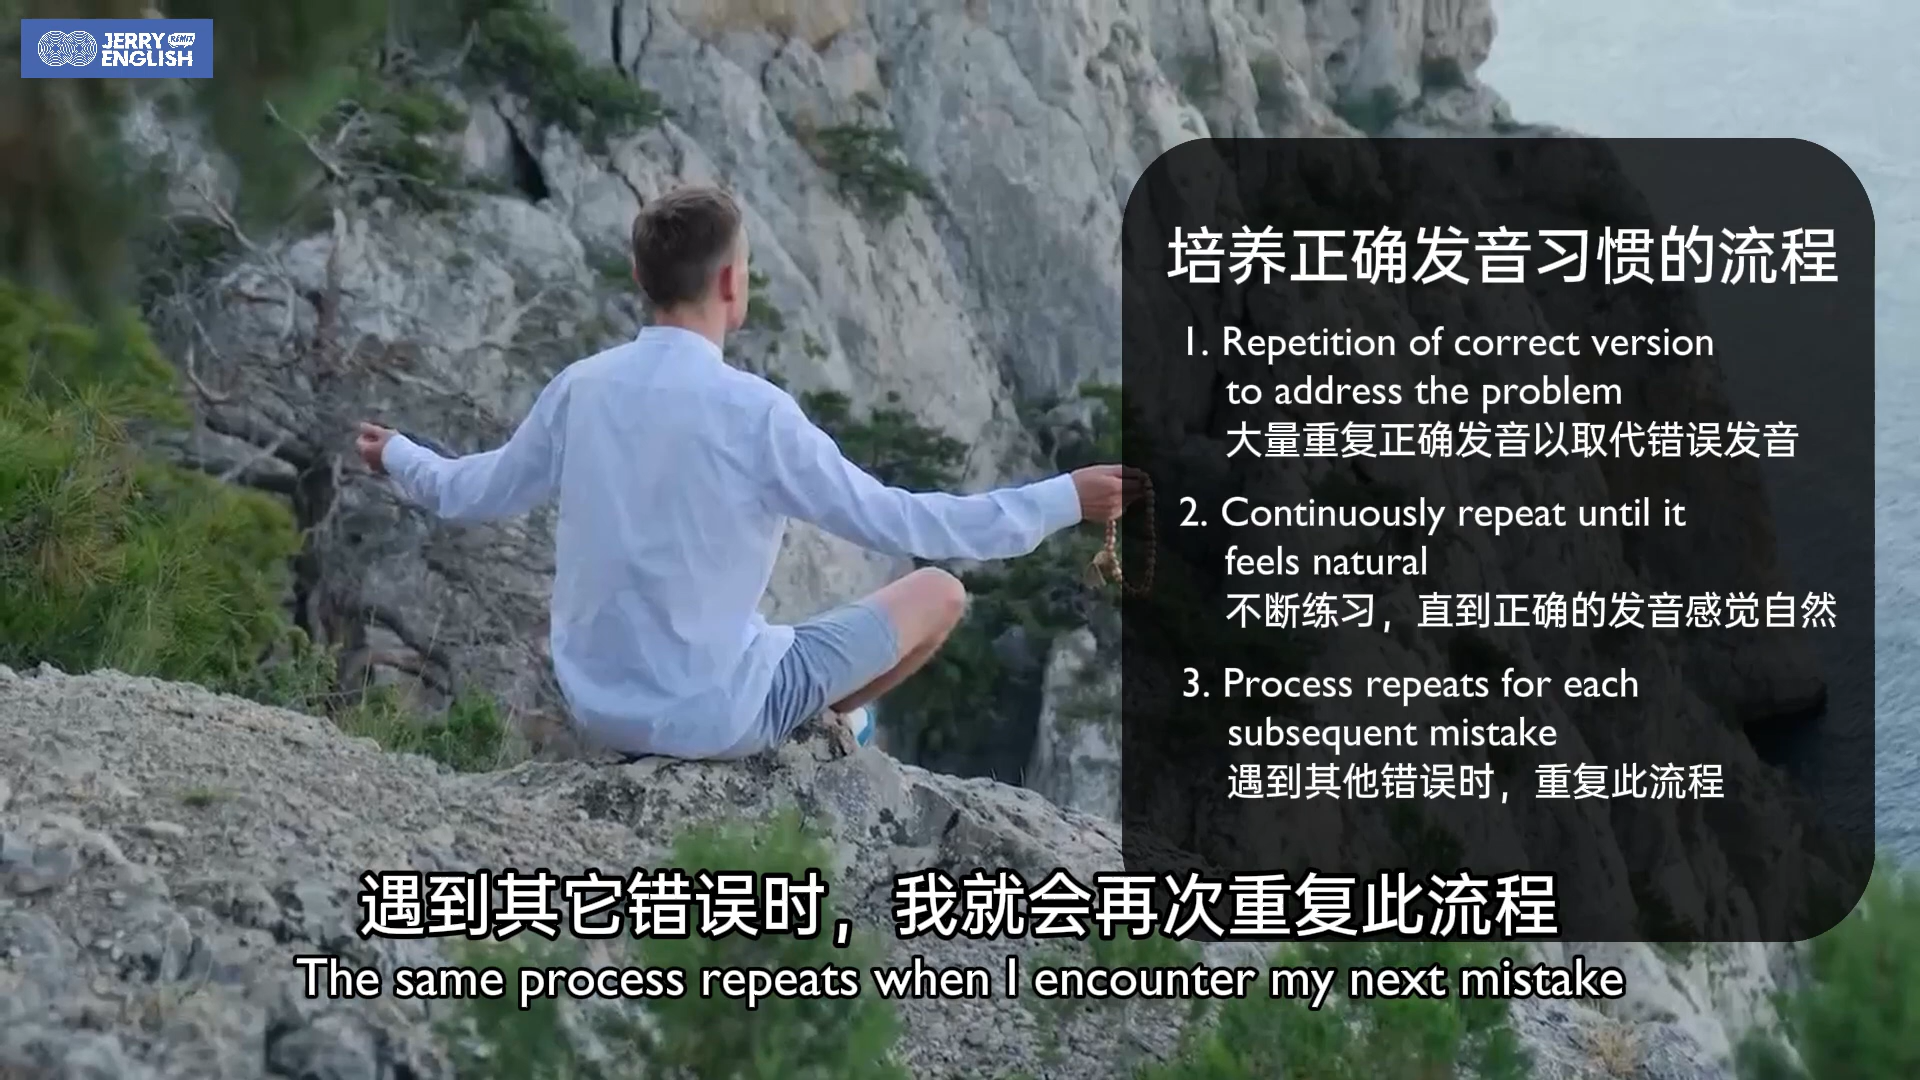 JERRY REMIX
ENGLISH
培养正确发音习惯的流程
1. Repetition of correct version
to address the problem
大量重复正确发音以取代错误发音
2. Continuously repeat until it
feels natural
不断练习，直到正确的发音感觉自然
3. Process repeats for each
subsequent mistake
遇到其他错误时，重复此流程
遇到其它错误时，我就会再次重复此流程
The same process repeats when I encounter my next mistake